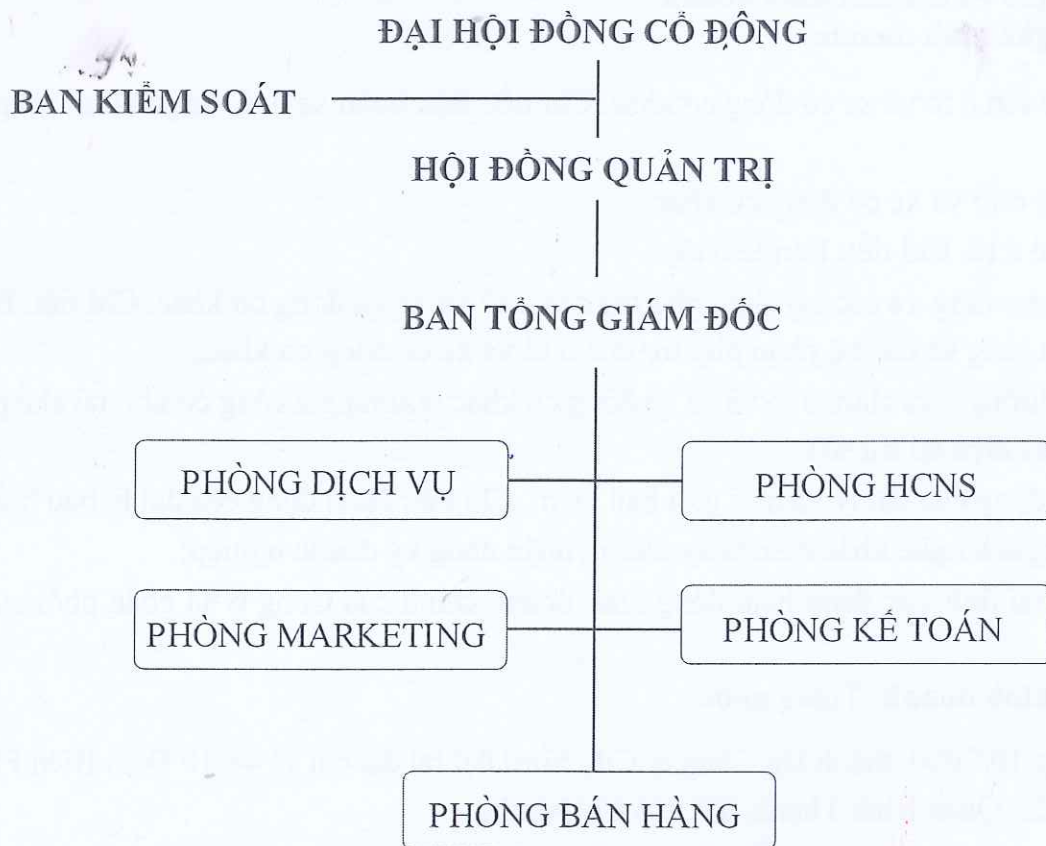 ĐẠI HỘI ĐỒNG CỔ ĐÔNG
BAN KIỂM SOÁT
HỘI ĐỒNG QUẢN TRỊ
BAN TỔNG GIÁM ĐỐC
PHÒNG DỊCH VỤ
PHÒNG HCNS
PHÒNG MARKETING
PHÒNG KẾ TOÁN
PHÒNG BÁN HÀNG